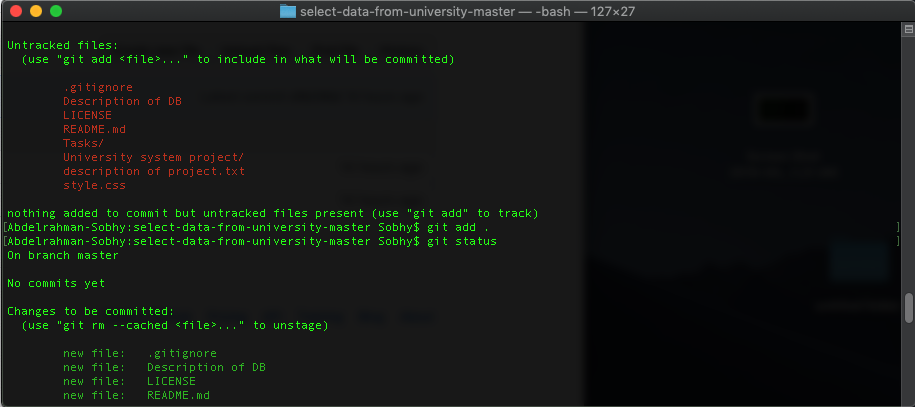 select-data-from-university-master — -bash — 127×27
Untracked files:
(use "git add <file>..." to include in what will be committed)
.gitignore
Description of DB
LICENSE
README.md
Tasks/
University system project/
description of project.txt
style.css
nothing added to commit but untracked files present (use "git add" to track)
[Abdelrahman-Sobhy:select-data-from-university-master Sobhy$ git add . ]
[Abdelrahman-Sobhy:select-data-from-university-master Sobhy$ git status ]
On branch master
No commits yet
Changes to be committed:
(use "git rm --cached <file>..." to unstage)
new file: .gitignore
new file: Description of DB
new file: LICENSE
new file: README.md